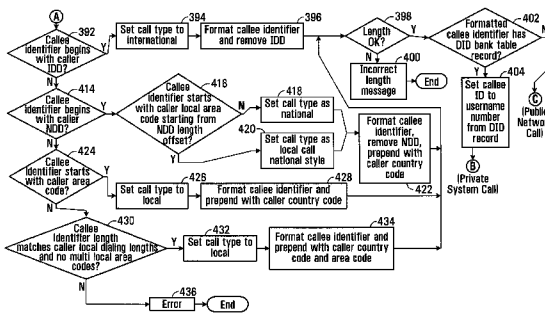 A
392
Callee
identifier begins
with caller
IDD?
Y
N
394
Set call type to
international
396
Format callee identifier
and remove IDD
398
Length
OK?
Y
N
400
Incorrect
length
message
End
402
Formatted
callee identifier has
DID bank table
record?
N
Y
404
Set callee
ID to
username
number
from DID
record
B
(Private
System Call)
C
(Public
Network
Call)
414
Callee
identifier begins
with caller
NDD?
Y
N
416
Callee
identifier starts
with caller local area
code starting from
NDD length
offset?
N
Y
418
Set call type as
national
420
Set call type as
local call
national style
Format callee
identifier,
remove NDD,
prepend with
caller country
code
422
424
Callee
identifier starts
with caller area
code?
Y
N
426
Set call type to
local
428
Format callee identifier and
prepend with caller country code
430
Callee
identifier length
matches caller local dialing lengths
and no multi local area
codes?
Y
N
432
Set call type to
local
434
Format callee identifier and
prepend with caller country
code and area code
436
Error
End